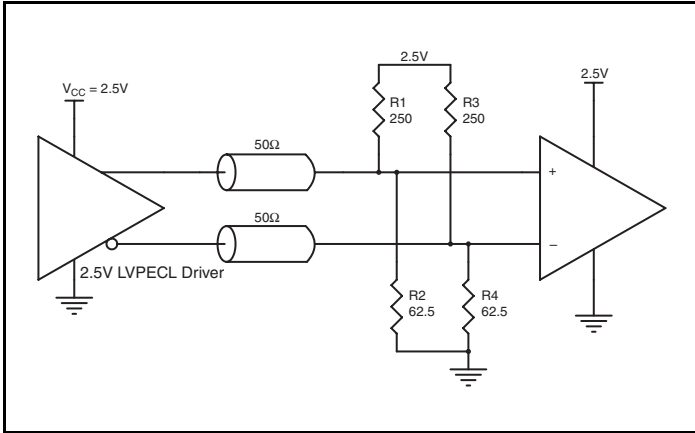 2.5V
2.5V
V_CC = 2.5V
R1
250
R3
250
50Ω
+
50Ω
−
2.5V LVPECL Driver
R2
62.5
R4
62.5